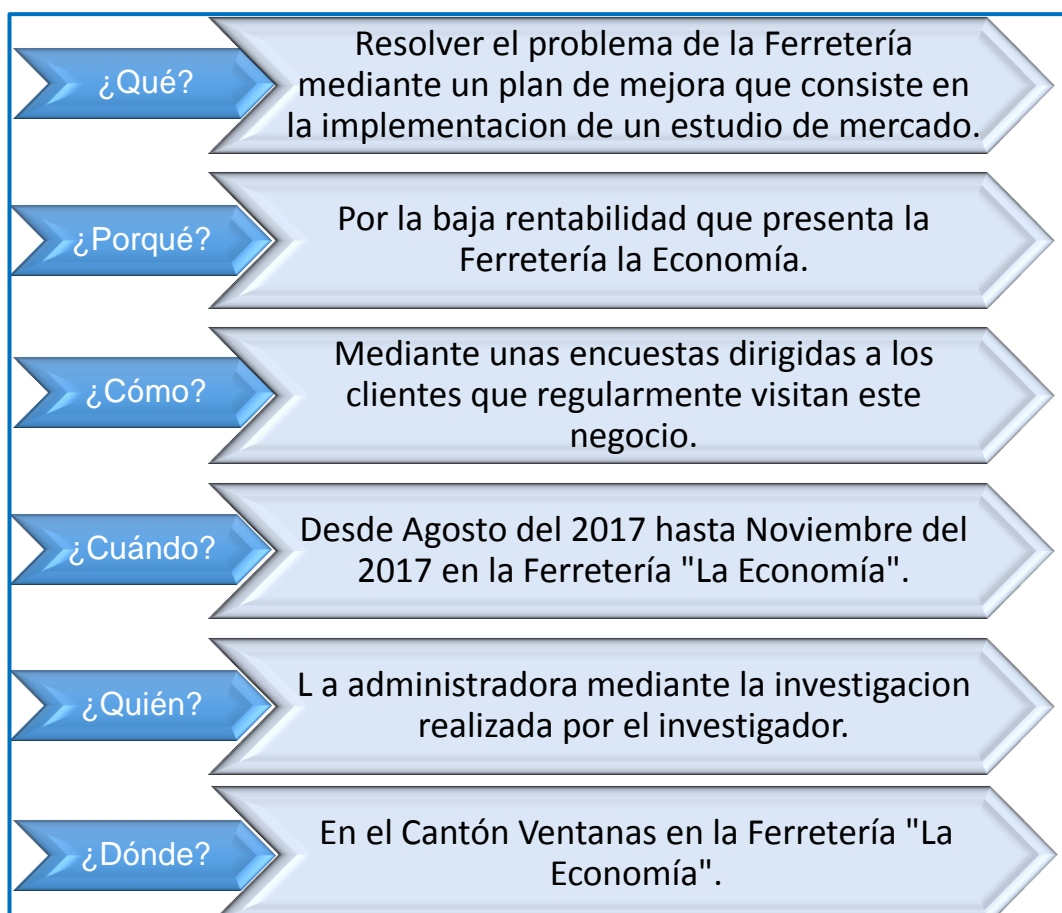 ¿Qué?
Resolver el problema de la Ferretería
mediante un plan de mejora que consiste en
la implementacion de un estudio de mercado.
¿Porqué?
Por la baja rentabilidad que presenta la
Ferretería la Economía.
¿Cómo?
Mediante unas encuestas dirigidas a los
clientes que regularmente visitan este
negocio.
¿Cuándo?
Desde Agosto del 2017 hasta Noviembre del
2017 en la Ferretería "La Economía".
¿Quién?
L a administradora mediante la investigacion
realizada por el investigador.
¿Dónde?
En el Cantón Ventanas en la Ferretería "La
Economía".